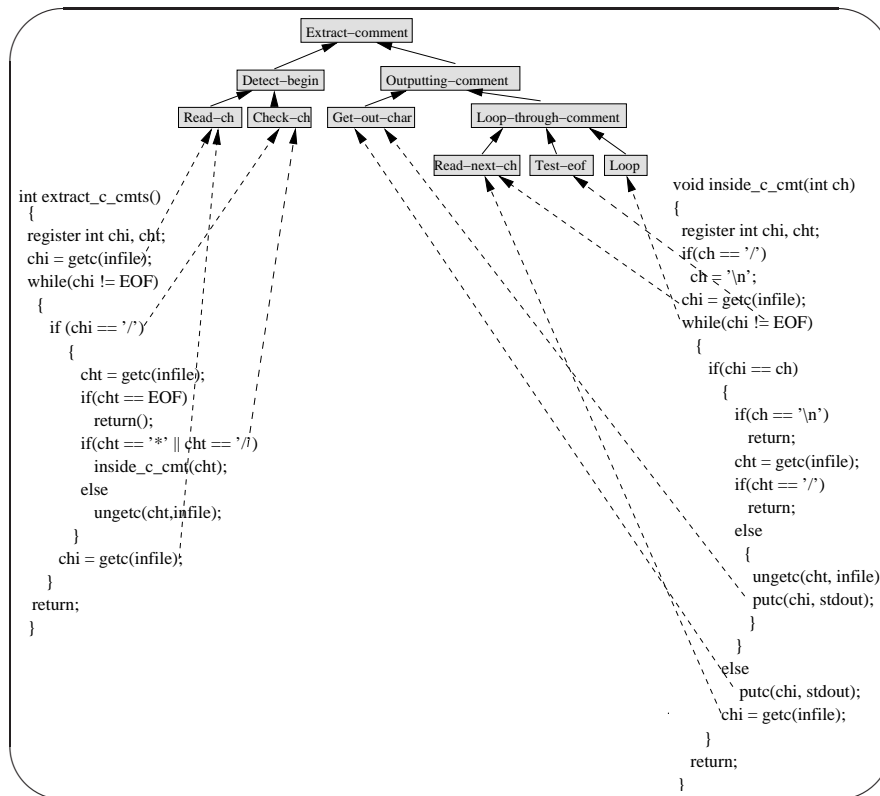 Extract−comment
Detect−begin
Outputting−comment
Read−ch
Check−ch
Get−out−char
Loop−through−comment
Read−next−ch
Test−eof
Loop
int extract_c_cmts()
{
register int chi, cht;
chi = getc(infile);
while(chi != EOF)
{
if (chi == ’/’)
{
cht = getc(infile);
if(cht == EOF)
return();
if(cht == ’*’ || cht == ’/’)
inside_c_cmt(cht);
else
ungetc(cht,infile);
}
chi = getc(infile);
}
return;
}
void inside_c_cmt(int ch)
{
register int chi, cht;
if(ch == ’/’)
ch = ’\n’;
chi = getc(infile);
while(chi != EOF)
{
if(chi == ch)
{
if(ch == ’\n’)
return;
cht = getc(infile);
if(cht == ’/’)
return;
else
{
ungetc(cht, infile)
putc(chi, stdout);
}
}
else
putc(chi, stdout);
chi = getc(infile);
}
return;
}